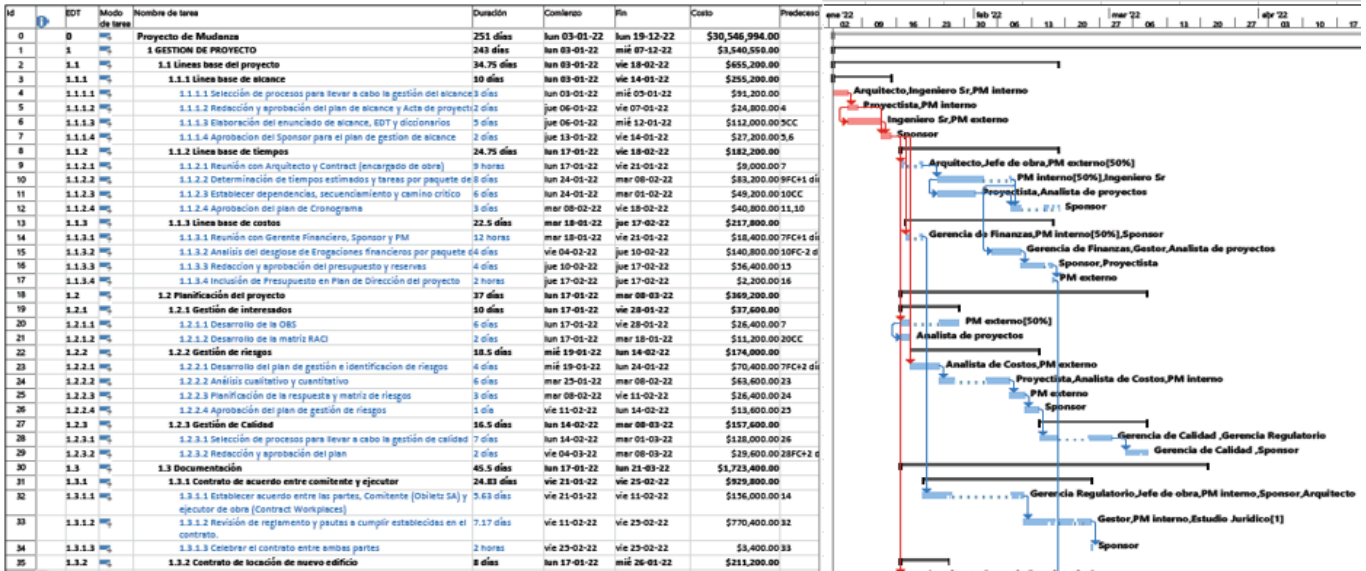 Id EDT Modo de tarea Nombre de tarea Duración Comienzo Fin Costo Predeceso
ene '22 feb '22 mar '22 abr '22
02 09 16 23 30 06 13 20 27 06 13 20 27 03 10 17
0 0 Proyecto de Mudanza 251 días lun 03-01-22 lun 19-12-22 $30,546,994.00
1 1 1 GESTION DE PROYECTO 243 días lun 03-01-22 mié 07-12-22 $3,540,550.00
2 1.1 1.1 Lineas base del proyecto 34.75 días lun 03-01-22 vie 18-02-22 $655,200.00
3 1.1.1 1.1.1 Linea base de alcance 10 días lun 03-01-22 vie 14-01-22 $255,200.00
4 1.1.1.1 1.1.1.1 Selección de procesos para llevar a cabo la gestión del alcance 3 días lun 03-01-22 mié 05-01-22 $91,200.00 Arquitecto,Ingeniero Sr,PM interno
5 1.1.1.2 1.1.1.2 Redacción y aprobación del plan de alcance y Acta de proyect 2 días jue 06-01-22 vie 07-01-22 $24,800.00 4 Proyectista,PM interno
6 1.1.1.3 1.1.1.3 Elaboración del enunciado de alcance, EDT y diccionarios 5 días jue 06-01-22 mié 12-01-22 $112,000.00 5CC Ingeniero Sr,PM externo
7 1.1.1.4 1.1.1.4 Aprobacion del Sponsor para el plan de gestion de alcance 2 días jue 13-01-22 vie 14-01-22 $27,200.00 5,6 Sponsor
8 1.1.2 1.1.2 Linea base de tiempos 24.75 días lun 17-01-22 vie 18-02-22 $182,200.00
9 1.1.2.1 1.1.2.1 Reunión con Arquitecto y Contract (encargado de obra) 9 horas lun 17-01-22 vie 21-01-22 $9,000.00 7 Arquitecto,Jefe de obra,PM externo[50%]
10 1.1.2.2 1.1.2.2 Determinación de tiempos estimados y tareas por paquete de 8 días lun 24-01-22 mar 08-02-22 $83,200.00 9FC+1 dí PM interno[50%],Ingeniero Sr
11 1.1.2.3 1.1.2.3 Establecer dependencias, secuenciamiento y camino critico 6 días lun 24-01-22 mar 01-02-22 $49,200.00 10CC Proyectista,Analista de proyectos
12 1.1.2.4 1.1.2.4 Aprobacion del plan de Cronograma 3 días mar 08-02-22 vie 18-02-22 $40,800.00 11,10 Sponsor
13 1.1.3 1.1.3 Linea base de costos 22.5 días mar 18-01-22 jue 17-02-22 $217,800.00
14 1.1.3.1 1.1.3.1 Reunión con Gerente Financiero, Sponsor y PM 12 horas mar 18-01-22 vie 21-01-22 $18,400.00 7FC+1 dí Gerencia de Finanzas,PM interno[50%],Sponsor
15 1.1.3.2 1.1.3.2 Analisis del desglose de Erogaciones financieros por paquete d 4 días vie 04-02-22 jue 10-02-22 $140,800.00 10FC-2 d Gerencia de Finanzas,Gestor,Analista de proyectos
16 1.1.3.3 1.1.3.3 Redaccion y aprobación del presupuesto y reservas 4 días jue 10-02-22 jue 17-02-22 $56,400.00 15 Sponsor,Proyectista
17 1.1.3.4 1.1.3.4 Inclusión de Presupuesto en Plan de Dirección del proyecto 2 horas jue 17-02-22 jue 17-02-22 $2,200.00 16 PM externo
18 1.2 1.2 Planificación del proyecto 37 días lun 17-01-22 mar 08-03-22 $369,200.00
19 1.2.1 1.2.1 Gestión de interesados 10 días lun 17-01-22 vie 28-01-22 $37,600.00
20 1.2.1.1 1.2.1.1 Desarrollo de la OBS 6 días lun 17-01-22 vie 28-01-22 $26,400.00 7 PM externo[50%]
21 1.2.1.2 1.2.1.2 Desarrollo de la matriz RACI 2 días lun 17-01-22 mar 18-01-22 $11,200.00 20CC Analista de proyectos
22 1.2.2 1.2.2 Gestión de riesgos 18.5 días mié 19-01-22 lun 14-02-22 $174,000.00
23 1.2.2.1 1.2.2.1 Desarrollo del plan de gestión e identificacion de riesgos 4 días mié 19-01-22 lun 24-01-22 $70,400.00 7FC+2 dí Analista de Costos,PM externo
24 1.2.2.2 1.2.2.2 Análisis cualitativo y cuantitativo 6 días mar 25-01-22 mar 08-02-22 $63,600.00 23 Proyectista,Analista de Costos,PM interno
25 1.2.2.3 1.2.2.3 Planificación de la respuesta y matriz de riesgos 3 días mar 08-02-22 vie 11-02-22 $26,400.00 24 PM externo
26 1.2.2.4 1.2.2.4 Aprobación del plan de gestión de riesgos 1 día vie 11-02-22 lun 14-02-22 $13,600.00 25 Sponsor
27 1.2.3 1.2.3 Gestión de Calidad 16.5 días lun 14-02-22 mar 08-03-22 $157,600.00
28 1.2.3.1 1.2.3.1 Selección de procesos para llevar a cabo la gestión de calidad 7 días lun 14-02-22 mar 01-03-22 $128,000.00 26 Gerencia de Calidad ,Gerencia Regulatorio
29 1.2.3.2 1.2.3.2 Redacción y aprobación del plan 2 días vie 04-03-22 mar 08-03-22 $29,600.00 28FC+2 d Gerencia de Calidad ,Sponsor
30 1.3 1.3 Documentación 45.5 días lun 17-01-22 lun 21-03-22 $1,723,400.00
31 1.3.1 1.3.1 Contrato de acuerdo entre comitente y ejecutor 24.83 días vie 21-01-22 vie 25-02-22 $929,800.00
32 1.3.1.1 1.3.1.1 Establecer acuerdo entre las partes, Comitente (Obiletz SA) y 5.63 días vie 21-01-22 vie 11-02-22 $156,000.00 14 Gerencia Regulatorio,Jefe de obra,PM interno,Sponsor,Arquitecto
ejecutor de obra (Contract Workplaces)
33 1.3.1.2 1.3.1.2 Revisión de reglamento y pautas a cumplir establecidas en el 7.17 días vie 11-02-22 vie 25-02-22 $770,400.00 32 Gestor,PM interno,Estudio Juridico[1]
contrato.
34 1.3.1.3 1.3.1.3 Celebrar el contrato entre ambas partes 2 horas vie 25-02-22 vie 25-02-22 $3,400.00 33 Sponsor
35 1.3.2 1.3.2 Contrato de locación de nuevo edificio 8 días lun 17-01-22 mié 26-01-22 $211,200.00